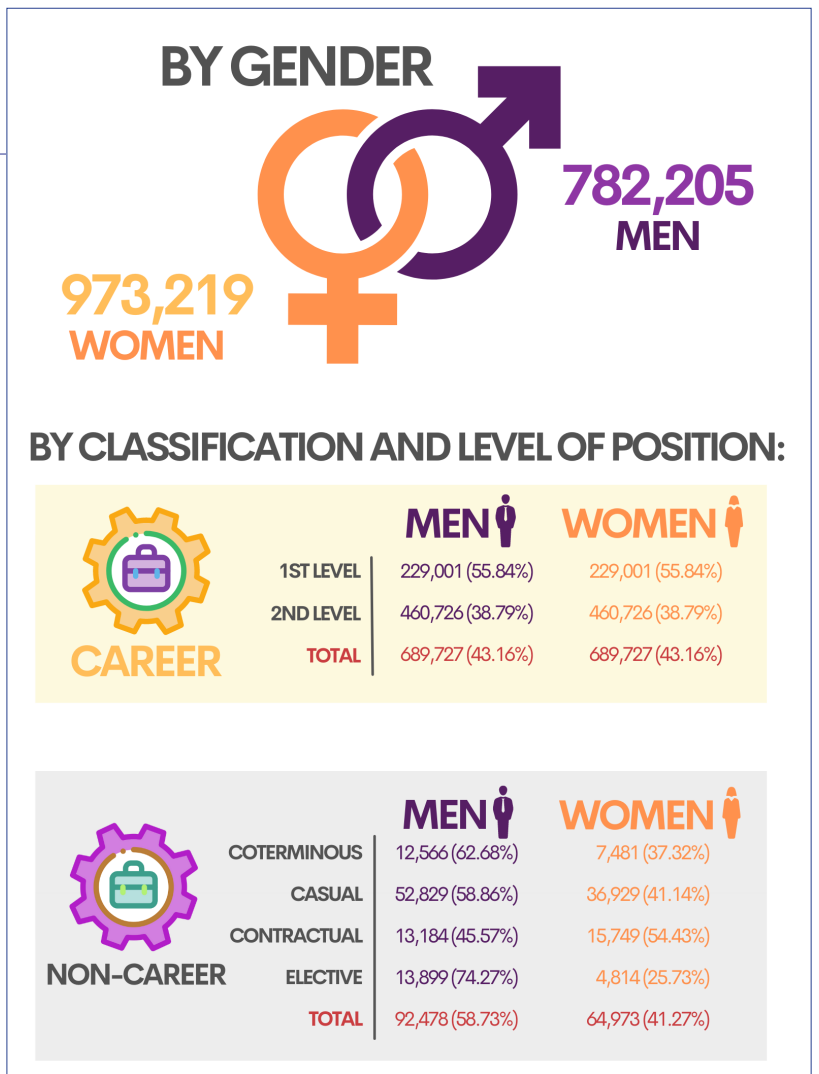 BY GENDER
782,205
MEN
973,219
WOMEN
BY CLASSIFICATION AND LEVEL OF POSITION:
MEN WOMEN
1ST LEVEL 229,001 (55.84%) 229,001 (55.84%)
2ND LEVEL 460,726 (38.79%) 460,726 (38.79%)
TOTAL 689,727 (43.16%) 689,727 (43.16%)
CAREER
MEN WOMEN
COTERMINOUS 12,566 (62.68%) 7,481 (37.32%)
CASUAL 52,829 (58.86%) 36,929 (41.14%)
CONTRACTUAL 13,184 (45.57%) 15,749 (54.43%)
NON-CAREER
ELECTIVE 13,899 (74.27%) 4,814 (25.73%)
TOTAL 92,478 (58.73%) 64,973 (41.27%)